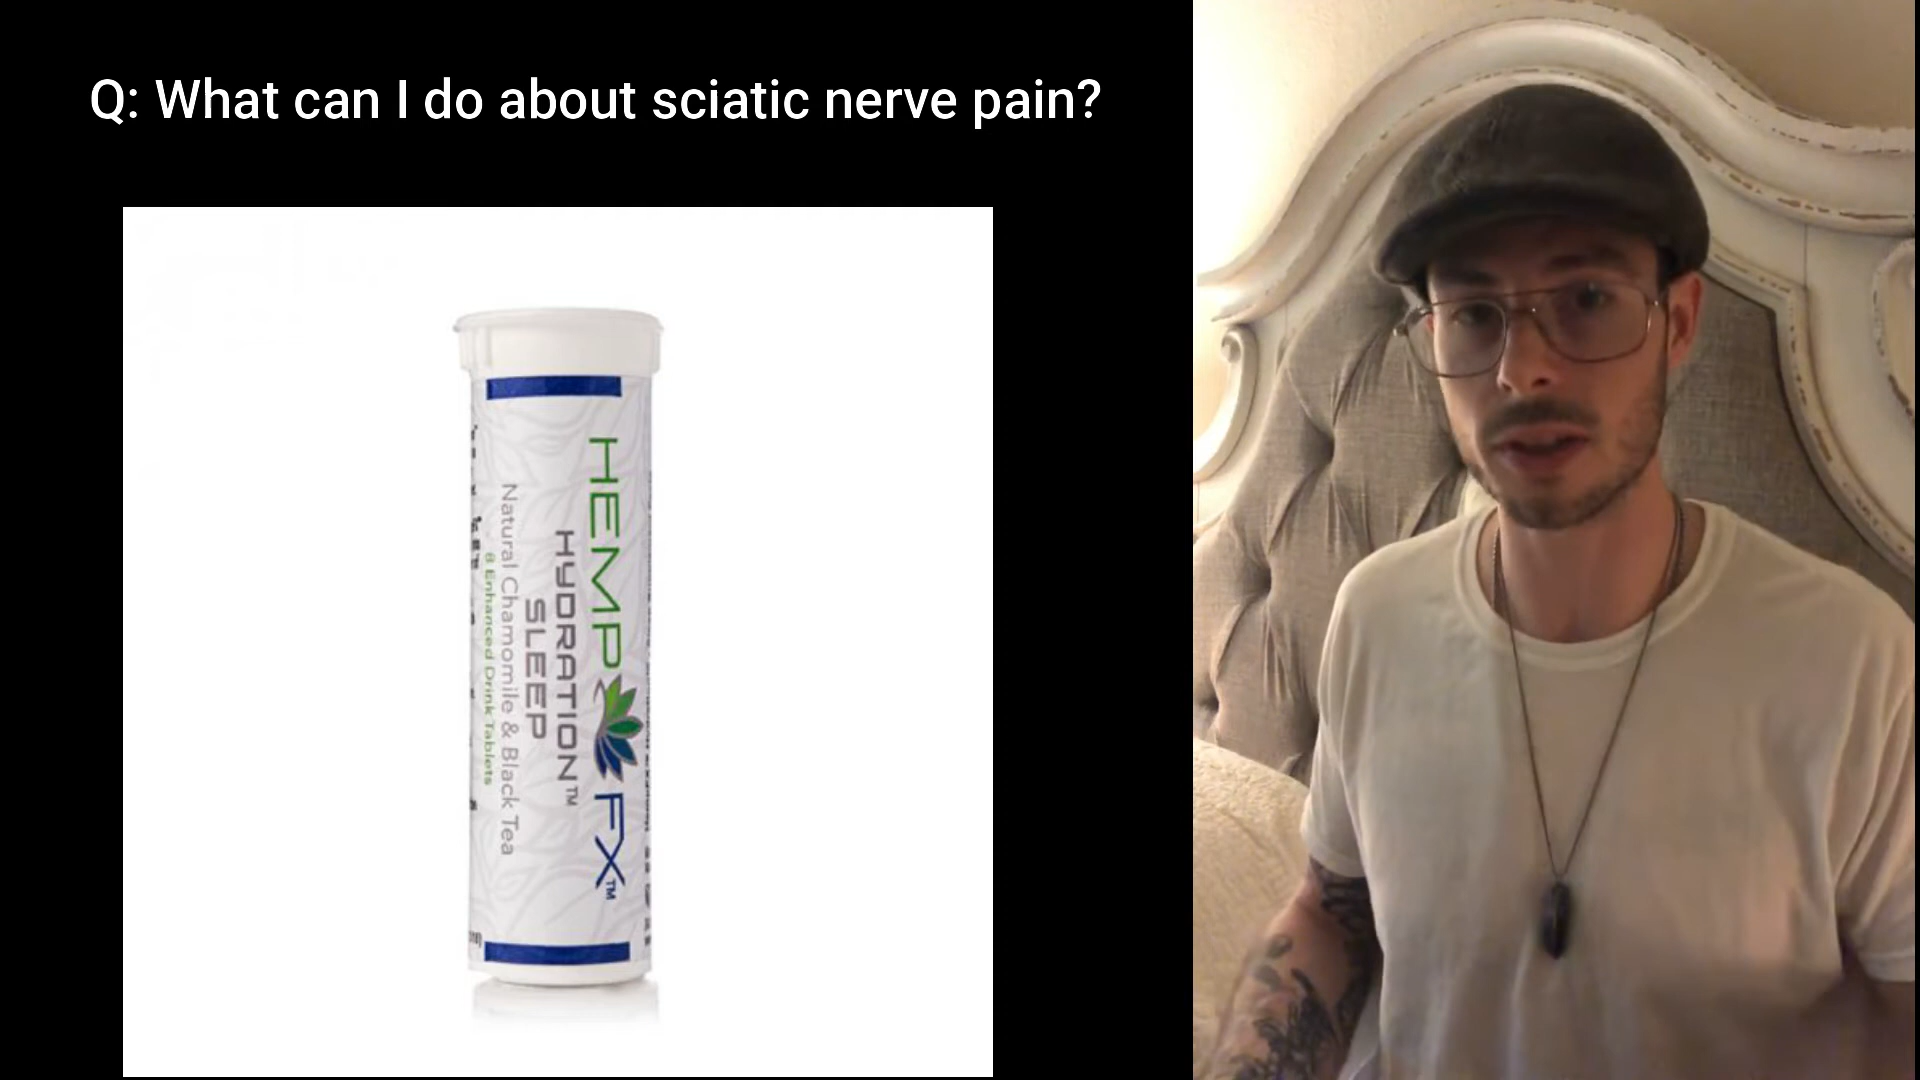 Q: What can I do about sciatic nerve pain?
HEMP FX™
HYDRATION™
SLEEP
Natural Chamomile & Black Tea
8 Enhanced Drink Tablets